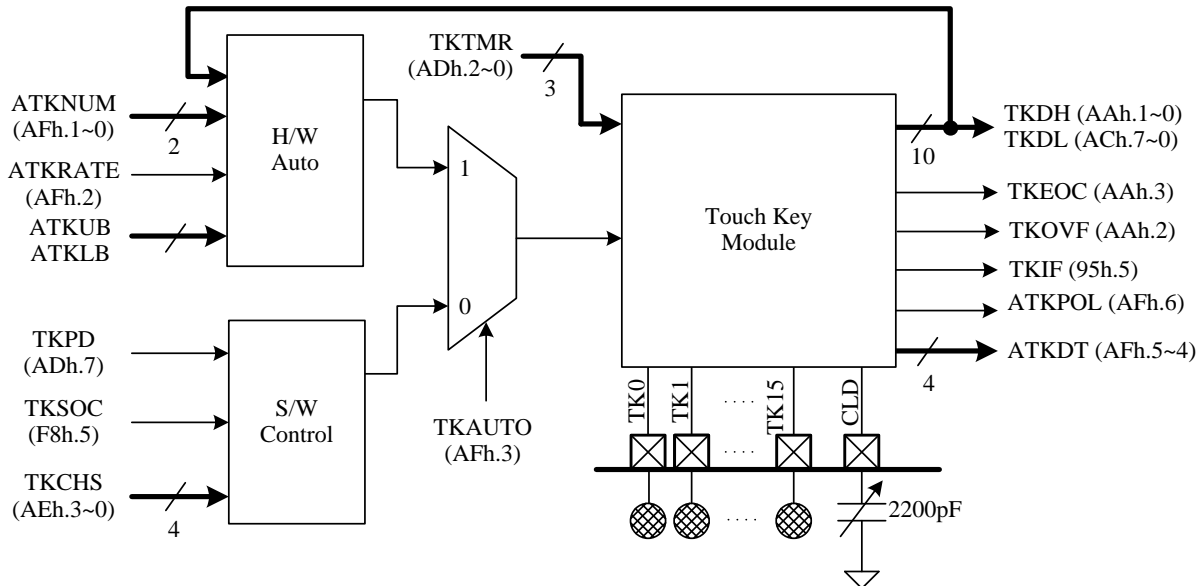 TKTMR
(ADh.2~0)
3
ATKNUM
(AFh.1~0)
2
ATKRATE
(AFh.2)
ATKUB
ATKLB
H/W
Auto
1
0
TKPD
(ADh.7)
TKSOC
(F8h.5)
TKCHS
(AEh.3~0)
4
S/W
Control
TKAUTO
(AFh.3)
Touch Key
Module
10
TKDH (AAh.1~0)
TKDL (ACh.7~0)
TKEOC (AAh.3)
TKOVF (AAh.2)
TKIF (95h.5)
ATKPOL (AFh.6)
ATKDT (AFh.5~4)
4
TK0
TK1
....
TK15
CLD
....
....
2200pF